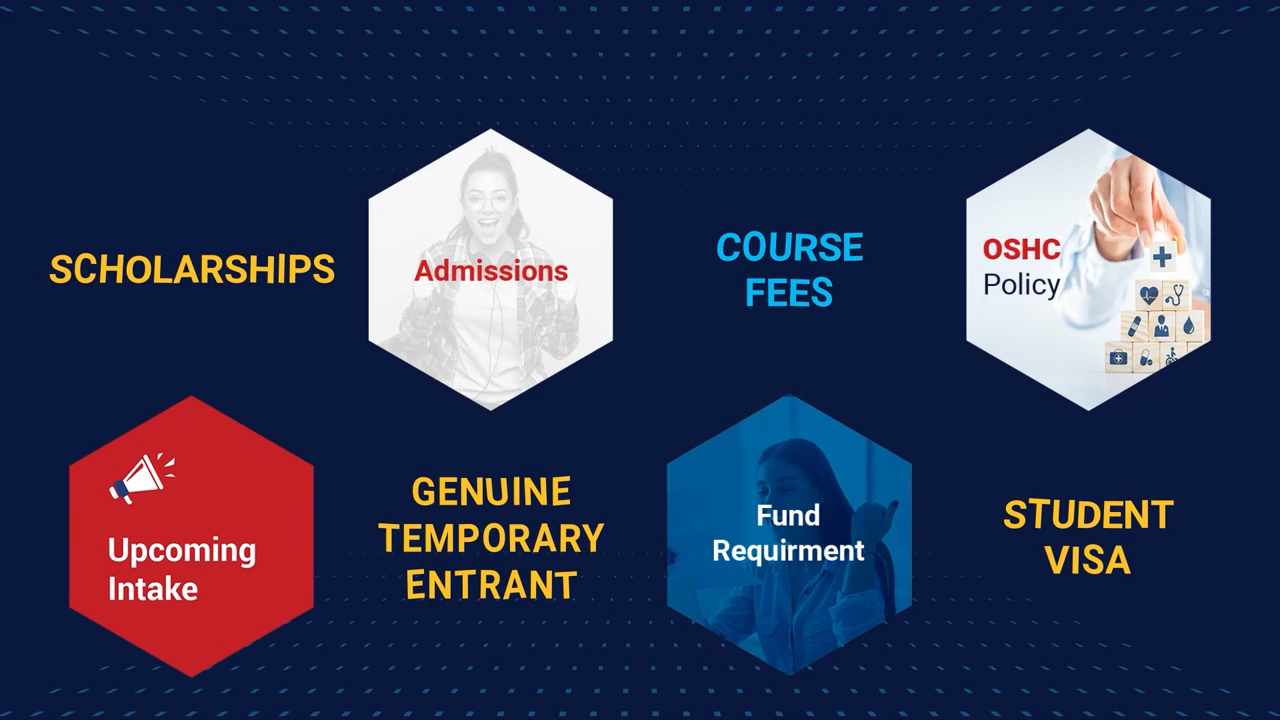 SCHOLARSHIPS
Admissions
COURSE
FEES
OSHC
Policy
Upcoming
Intake
GENUINE
TEMPORARY
ENTRANT
Fund
Requirment
STUDENT
VISA